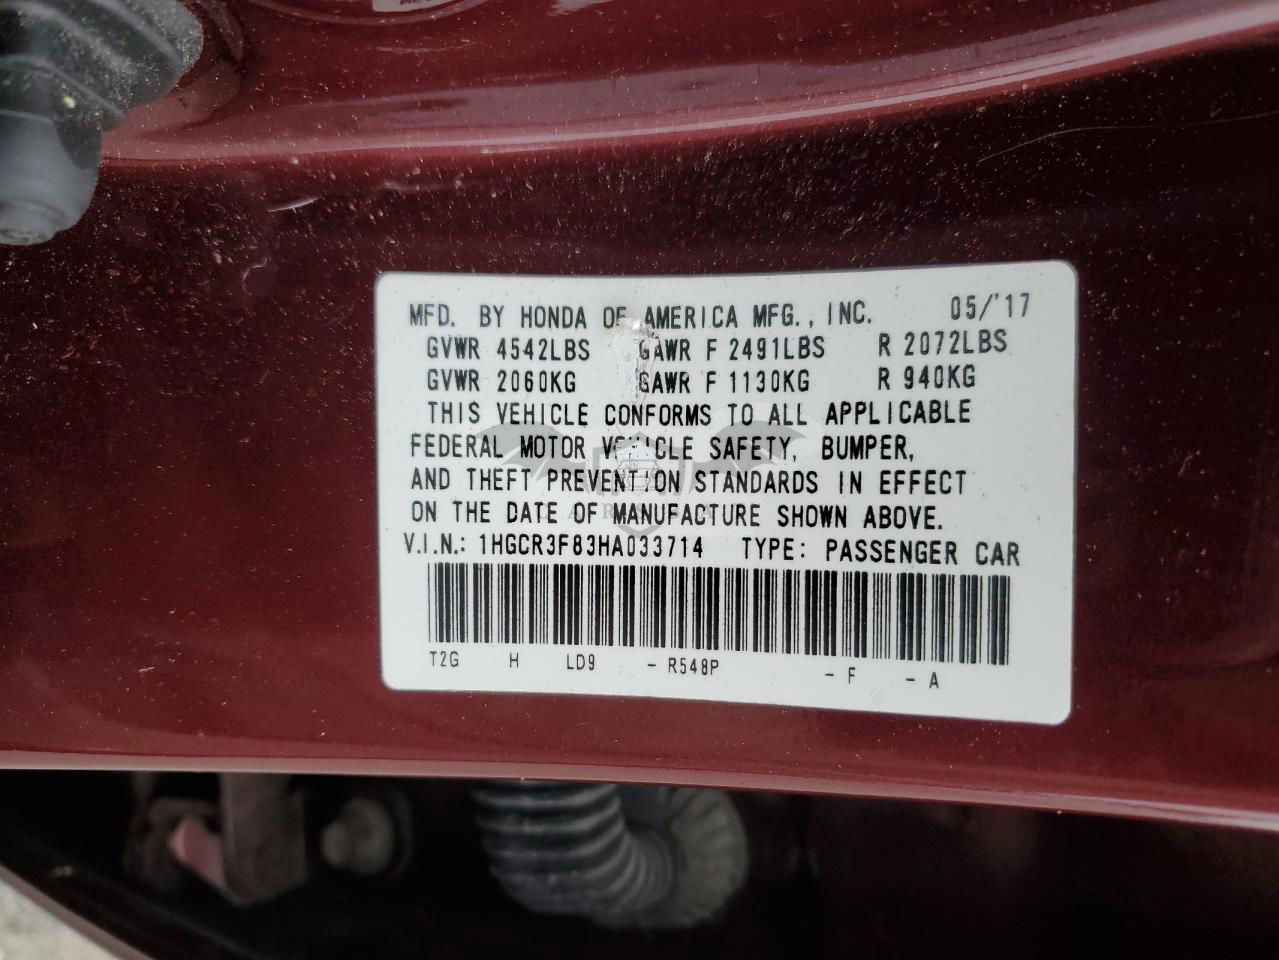 MFD. BY HONDA OF AMERICA MFG., INC. 05/'17
GVWR 4542LBS GAWR F 2491LBS R 2072LBS
GVWR 2060KG GAWR F 1130KG R 940KG
THIS VEHICLE CONFORMS TO ALL APPLICABLE
FEDERAL MOTOR VEHICLE SAFETY, BUMPER,
AND THEFT PREVENTION STANDARDS IN EFFECT
ON THE DATE OF MANUFACTURE SHOWN ABOVE.
V.I.N.: 1HGCR3F83HA033714 TYPE: PASSENGER CAR
T2G H LD9 - R548P - F - A